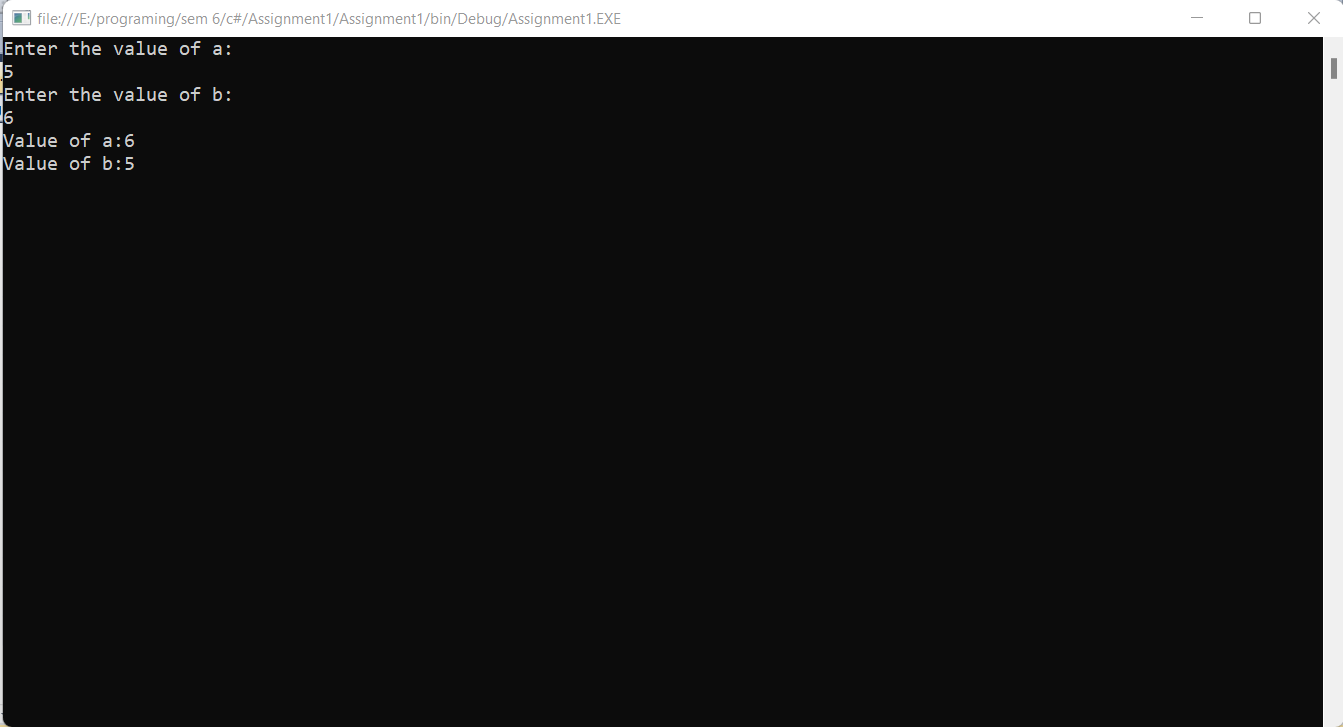 file:///E:/programing/sem 6/c#/Assignment1/Assignment1/bin/Debug/Assignment1.EXE
Enter the value of a:
5
Enter the value of b:
6
Value of a:6
Value of b:5